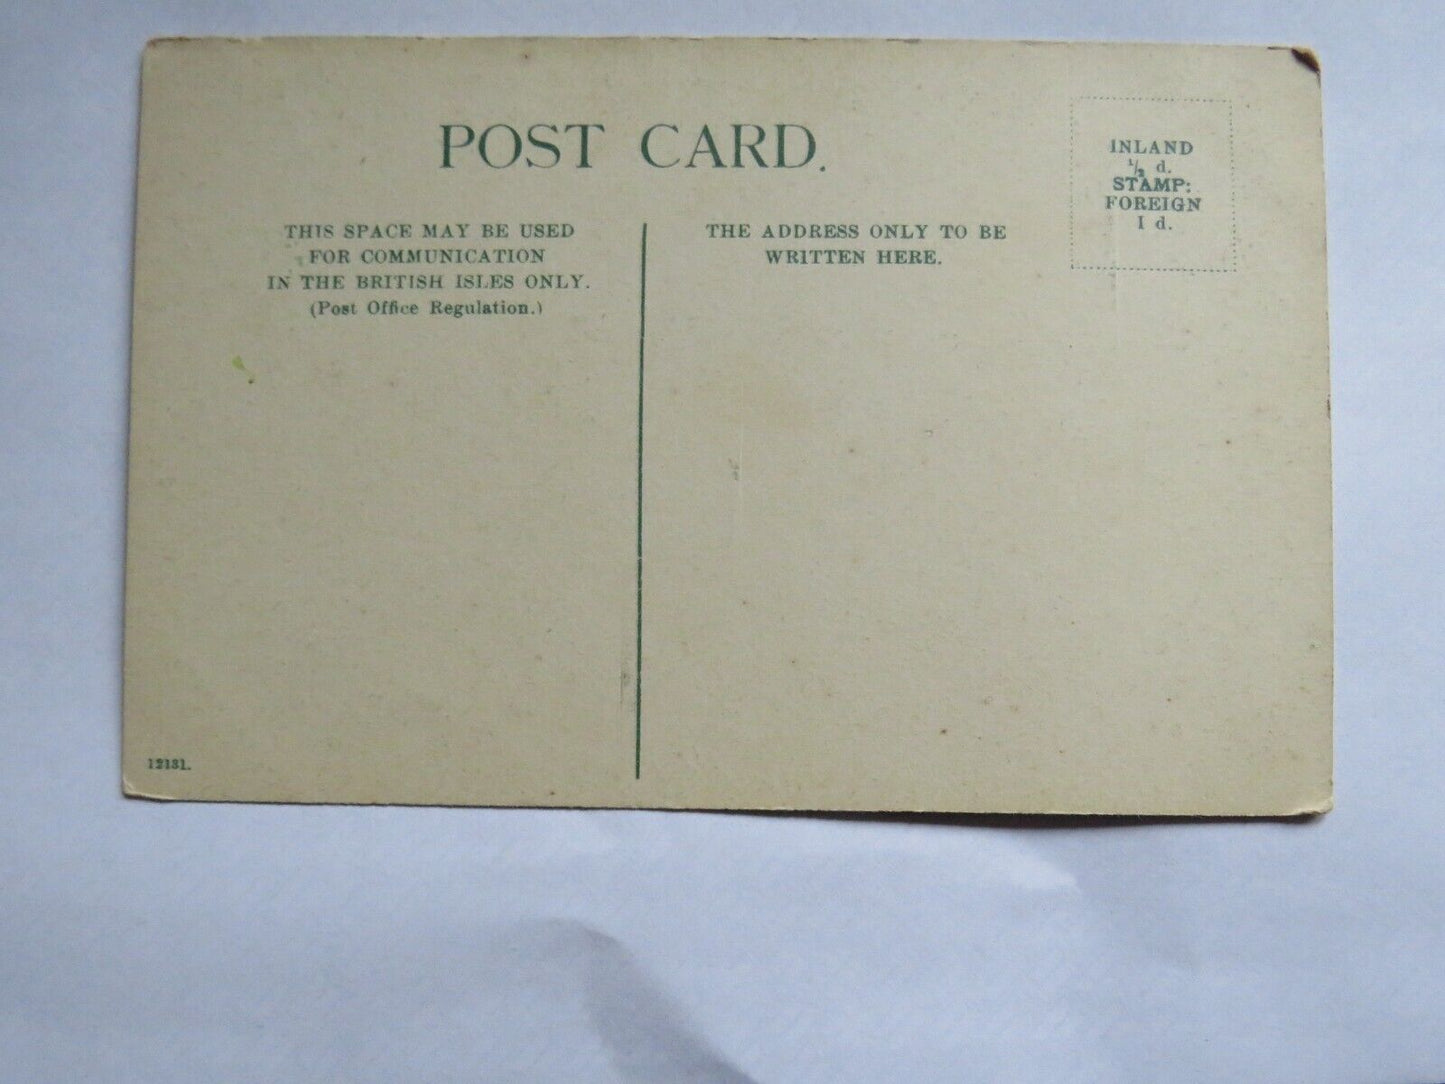 POST CARD.
INLAND
½ d.
STAMP:
FOREIGN
1 d.
THIS SPACE MAY BE USED
FOR COMMUNICATION
IN THE BRITISH ISLES ONLY.
(Post Office Regulation.)
THE ADDRESS ONLY TO BE
WRITTEN HERE.
12131.